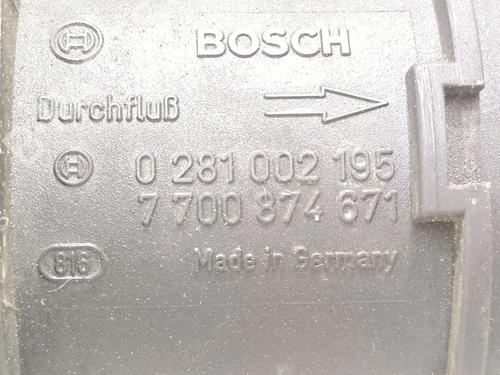 BOSCH
Durchfluß
0 281 002 195
7 700 874 671
816 Made in Germany